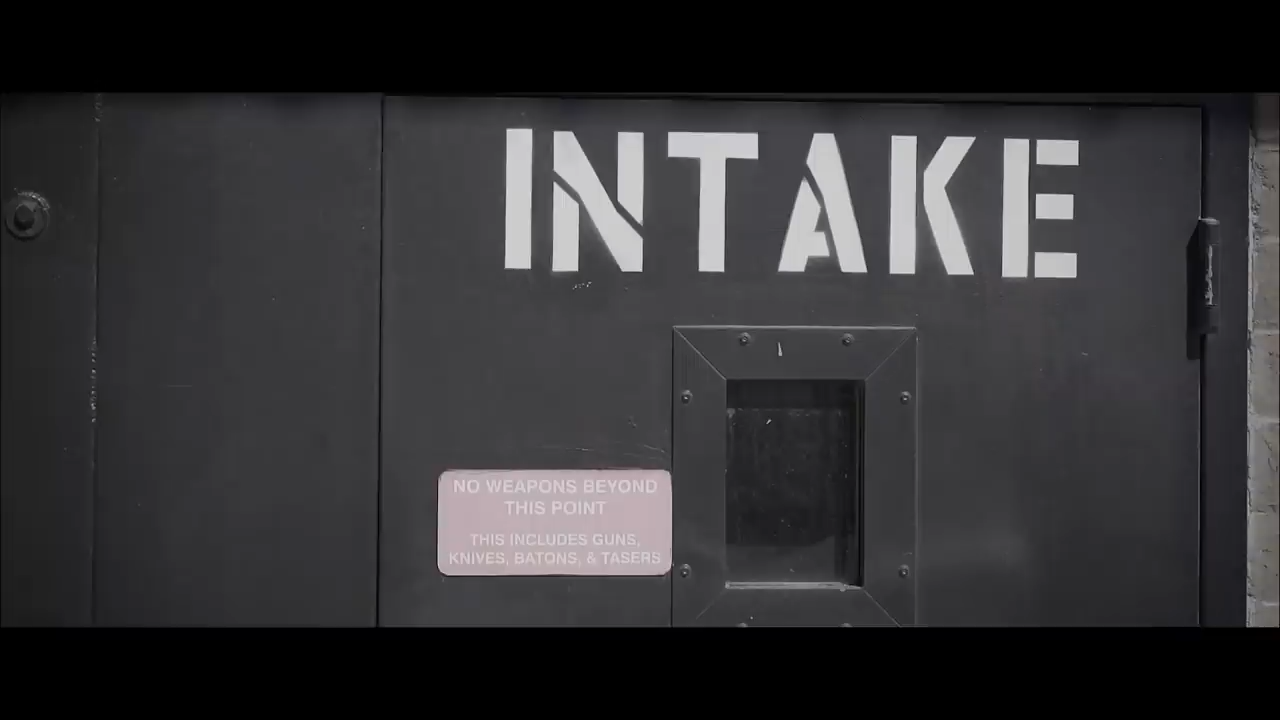 INTAKE
NO WEAPONS BEYOND
THIS POINT
THIS INCLUDES GUNS,
KNIVES, BATONS, & TASERS